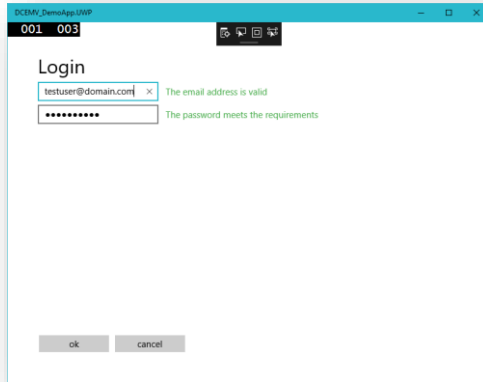 DCEMV_DemoApp.UWP
001 003
Login
testuser@domain.com
The email address is valid
••••••••••
The password meets the requirements
ok cancel